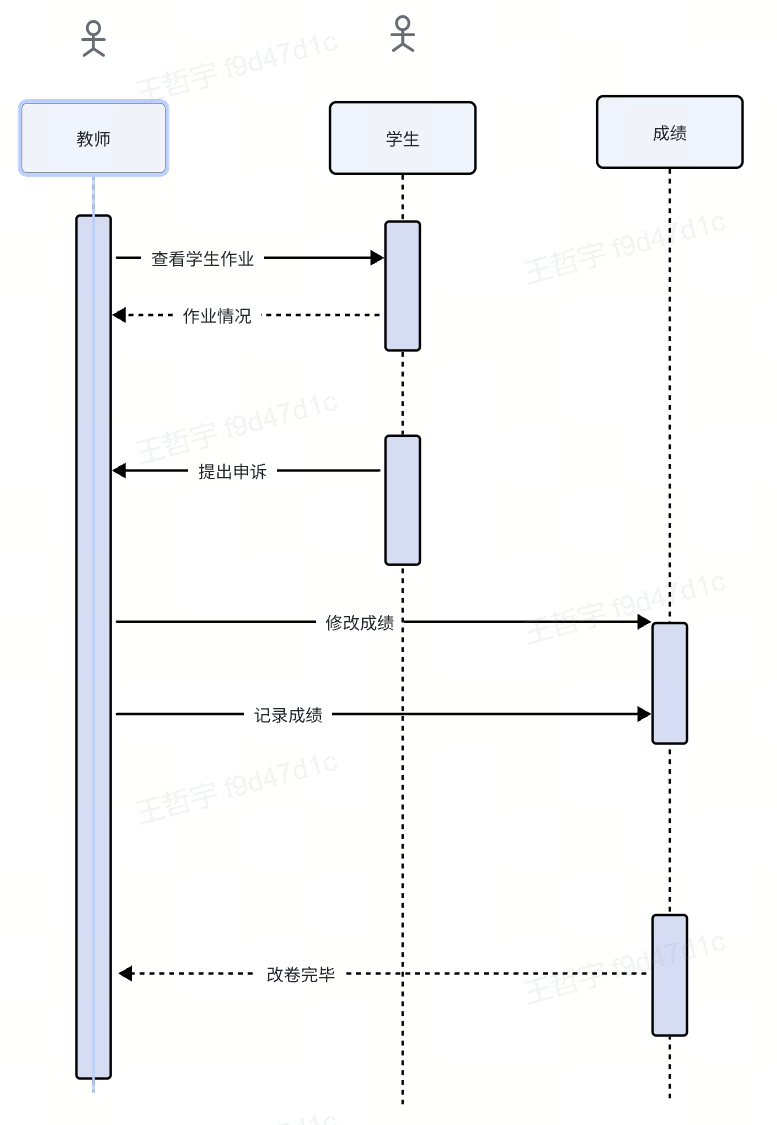 教师
学生
成绩
查看学生作业
作业情况
提出申诉
修改成绩
记录成绩
改卷完毕
王哲宇 f9d47d1c
王哲宇 f9d47d1c
王哲宇 f9d47d1c
王哲宇 f9d47d1c
王哲宇 f9d47d1c
王哲宇 f9d47d1c